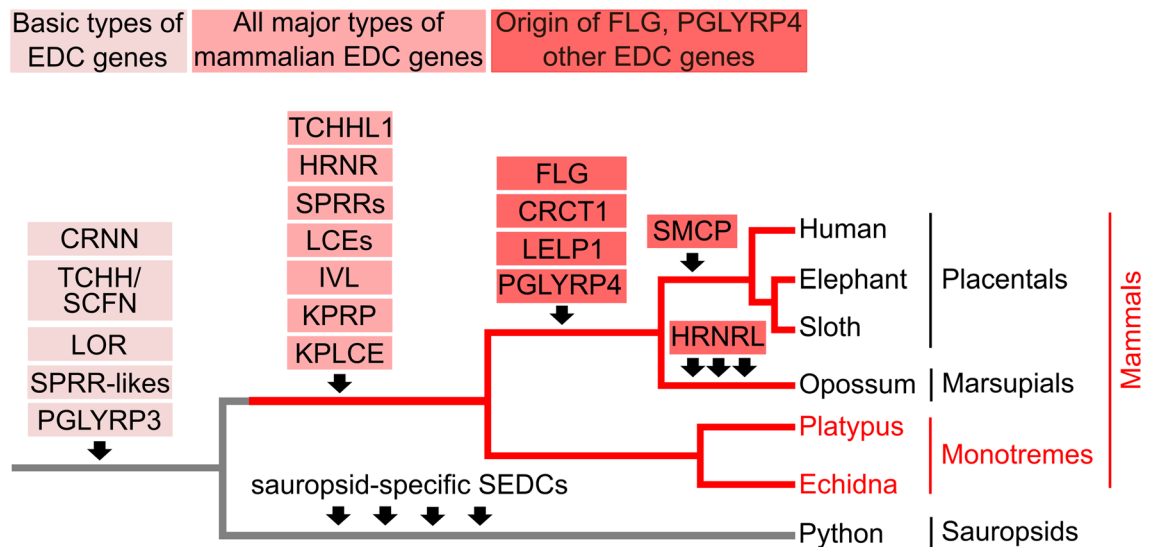 Basic types of
EDC genes
All major types of
mammalian EDC genes
Origin of FLG, PGLYRP4
other EDC genes
TCHHL1
HRNR
SPRRs
LCEs
IVL
KPRP
KPLCE
FLG
CRCT1
LELP1
PGLYRP4
SMCP
HRNRL
CRNN
TCHH/
SCFN
LOR
SPRR-likes
PGLYRP3
sauropsid-specific SEDCs
Human
Elephant
Sloth
Opossum
Platypus
Echidna
Python
Placentals
Marsupials
Monotremes
Sauropsids
Mammals